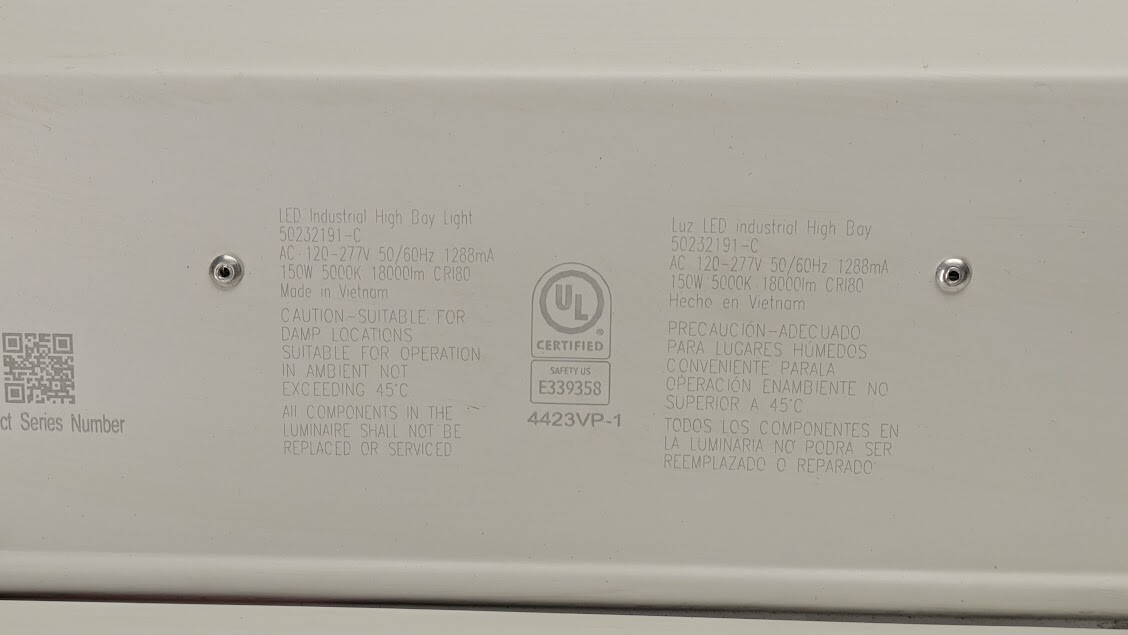 LED Industrial High Bay Light
50232191-C
AC 120-277V 50/60Hz 1288mA
150W 5000K 18000lm CRI80
Made in Vietnam
CAUTION-SUITABLE FOR
DAMP LOCATIONS
SUITABLE FOR OPERATION
IN AMBIENT NOT
EXCEEDING 45°C
All COMPONENTS IN THE
LUMINAIRE SHALL NOT BE
REPLACED OR SERVICED
ct Series Number
UL
®
CERTIFIED
SAFETY US
E339358
4423VP-1
Luz LED industrial High Bay
50232191-C
AC 120-277V 50/60Hz 1288mA
150W 5000K 18000lm CRI80
Hecho en Vietnam
PRECAUCIÓN-ADECUADO
PARA LUGARES HÚMEDOS
CONVENIENTE PARALA
OPERACIÓN ENAMBIENTE NO
SUPERIOR A 45°C
TODOS LOS COMPONENTES EN
LA LUMINARIA NO PODRA SER
REEMPLAZADO O REPARADO